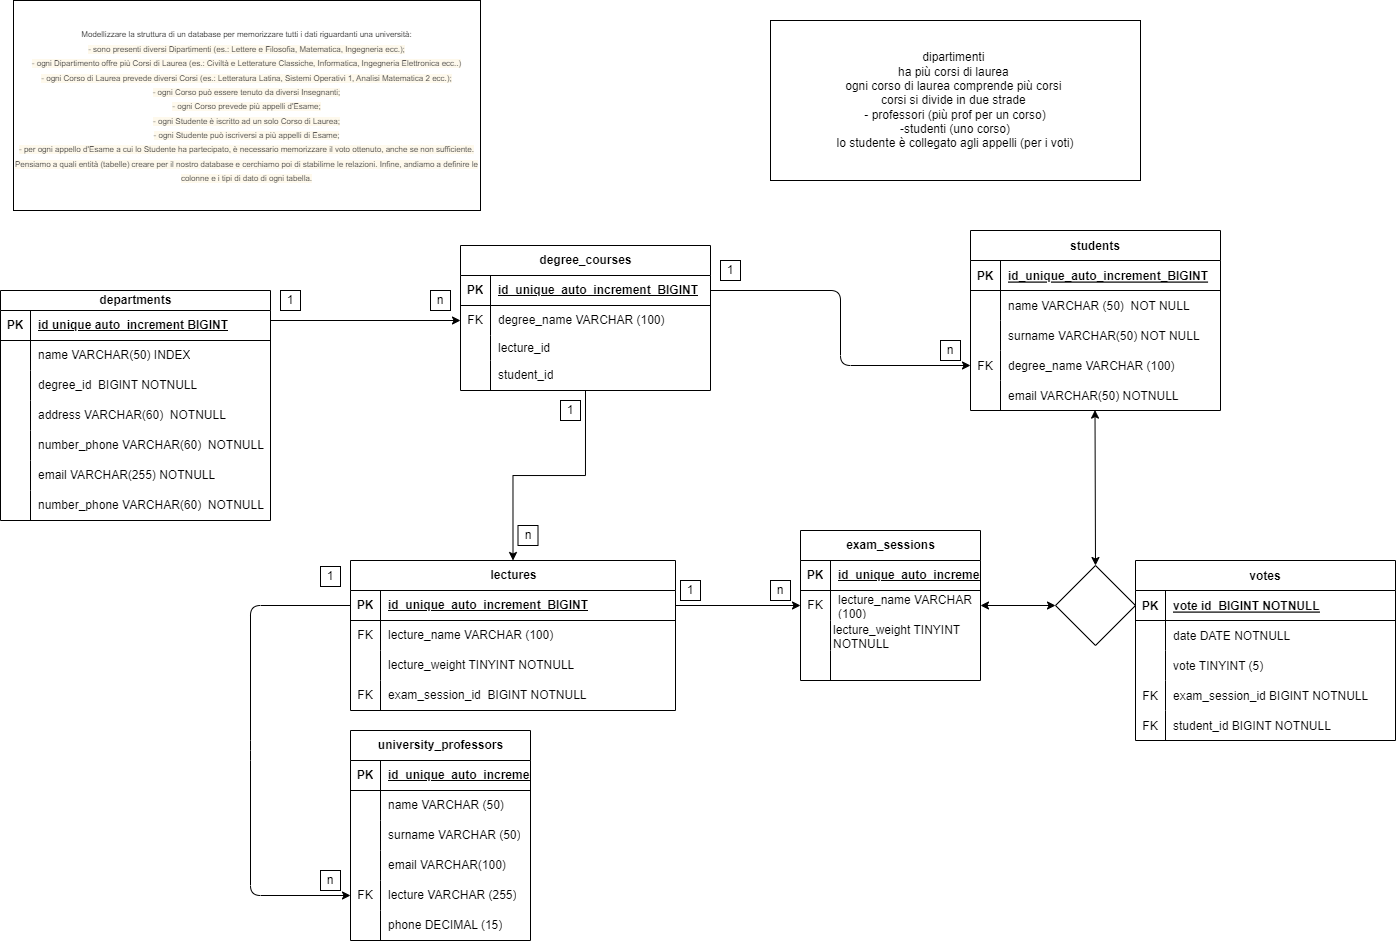 Modellizzare la struttura di un database per memorizzare tutti i dati riguardanti una università:
- sono presenti diversi Dipartimenti (es.: Lettere e Filosofia, Matematica, Ingegneria ecc.);
- ogni Dipartimento offre più Corsi di Laurea (es.: Civiltà e Letterature Classiche, Informatica, Ingegneria Elettronica ecc..)
- ogni Corso di Laurea prevede diversi Corsi (es.: Letteratura Latina, Sistemi Operativi 1, Analisi Matematica 2 ecc.);
- ogni Corso può essere tenuto da diversi Insegnanti;
- ogni Corso prevede più appelli d'Esame;
- ogni Studente è iscritto ad un solo Corso di Laurea;
- ogni Studente può iscriversi a più appelli di Esame;
- per ogni appello d'Esame a cui lo Studente ha partecipato, è necessario memorizzare il voto ottenuto, anche se non sufficiente.
Pensiamo a quali entità (tabelle) creare per il nostro database e cerchiamo poi di stabilirne le relazioni. Infine, andiamo a definire le
colonne e i tipi di dato di ogni tabella.
dipartimenti
ha più corsi di laurea
ogni corso di laurea comprende più corsi
corsi si divide in due strade
- professori (più prof per un corso)
-studenti (uno corso)
lo studente è collegato agli appelli (per i voti)
departments
PK id unique auto_increment BIGINT
name VARCHAR(50) INDEX
degree_id BIGINT NOTNULL
address VARCHAR(60) NOTNULL
number_phone VARCHAR(60) NOTNULL
email VARCHAR(255) NOTNULL
number_phone VARCHAR(60) NOTNULL
1
n
degree_courses
PK id_unique_auto_increment_BIGINT
FK degree_name VARCHAR (100)
lecture_id
student_id
1
n
students
PK id_unique_auto_increment_BIGINT
name VARCHAR (50) NOT NULL
surname VARCHAR(50) NOT NULL
FK degree_name VARCHAR (100)
email VARCHAR(50) NOTNULL
1
n
lectures
PK id_unique_auto_increment_BIGINT
FK lecture_name VARCHAR (100)
lecture_weight TINYINT NOTNULL
FK exam_session_id BIGINT NOTNULL
1
n
exam_sessions
PK id_unique_auto_increme
FK lecture_name VARCHAR
(100)
lecture_weight TINYINT
NOTNULL
votes
PK vote id_BIGINT NOTNULL
date DATE NOTNULL
vote TINYINT (5)
FK exam_session_id BIGINT NOTNULL
FK student_id BIGINT NOTNULL
1
n
university_professors
PK id_unique_auto_increme
name VARCHAR (50)
surname VARCHAR (50)
email VARCHAR(100)
FK lecture VARCHAR (255)
phone DECIMAL (15)